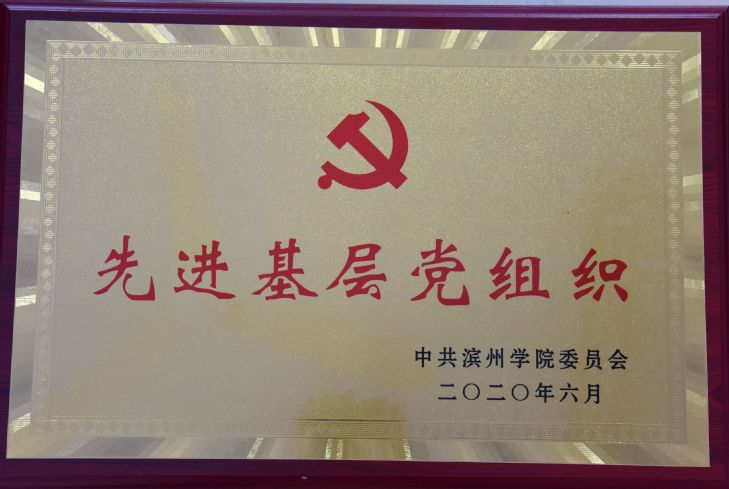 先进基层党组织
中共滨州学院委员会
二〇二〇年六月